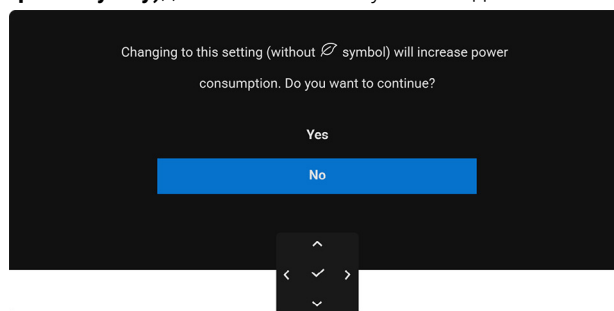 Changing to this setting (without symbol) will increase power
consumption. Do you want to continue?
Yes
No